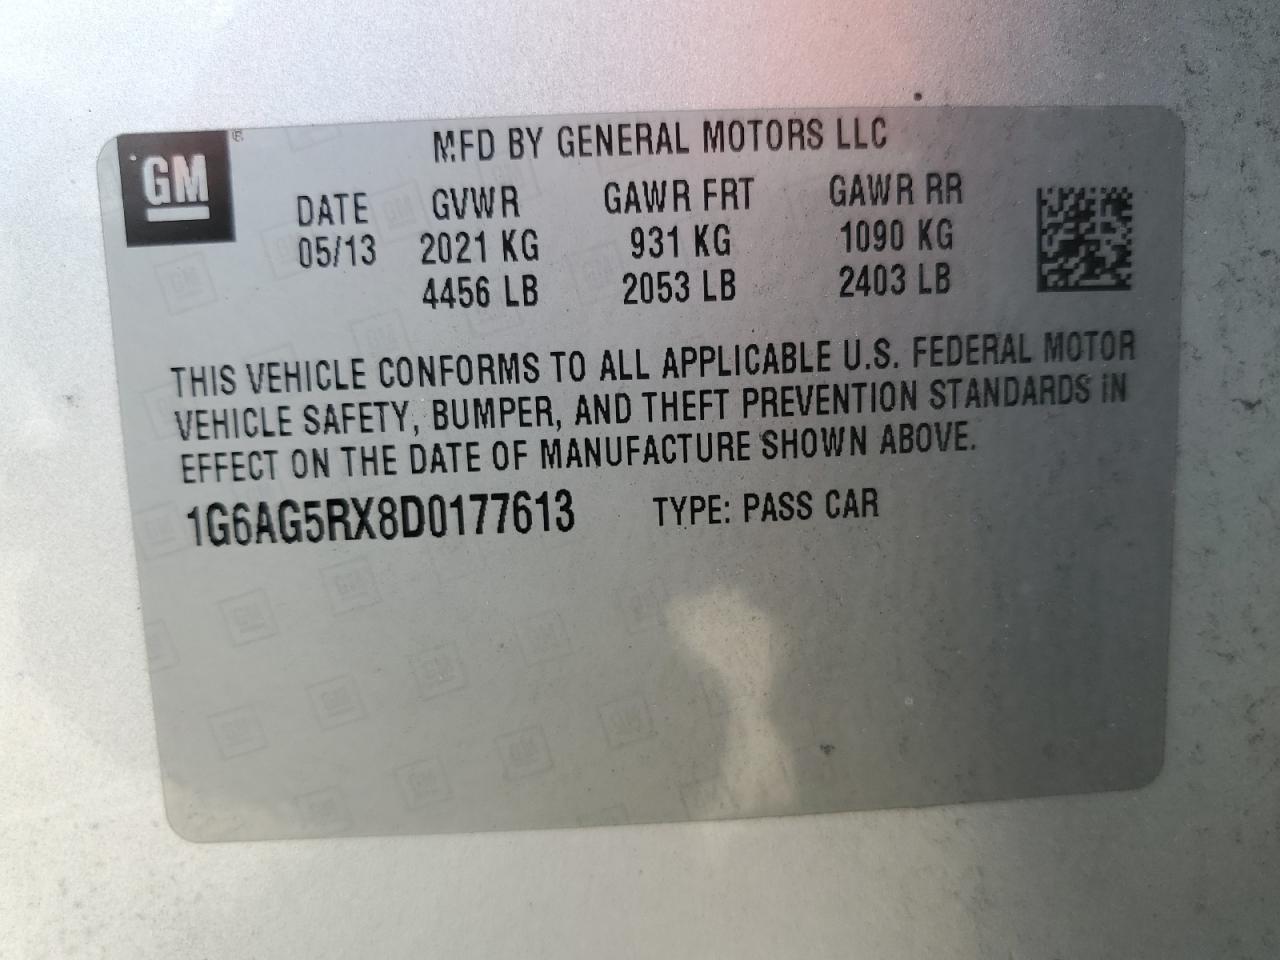 GM
®
MFD BY GENERAL MOTORS LLC
DATE GVWR GAWR FRT GAWR RR
05/13 2021 KG 931 KG 1090 KG
4456 LB 2053 LB 2403 LB
THIS VEHICLE CONFORMS TO ALL APPLICABLE U.S. FEDERAL MOTOR
VEHICLE SAFETY, BUMPER, AND THEFT PREVENTION STANDARDS IN
EFFECT ON THE DATE OF MANUFACTURE SHOWN ABOVE.
1G6AG5RX8D0177613 TYPE: PASS CAR